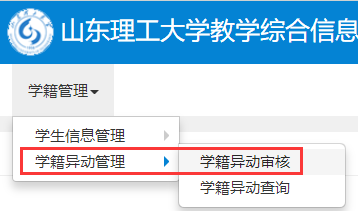 山东理工大学教学综合信息
学籍管理
学生信息管理
学籍异动管理
学籍异动审核
学籍异动查询